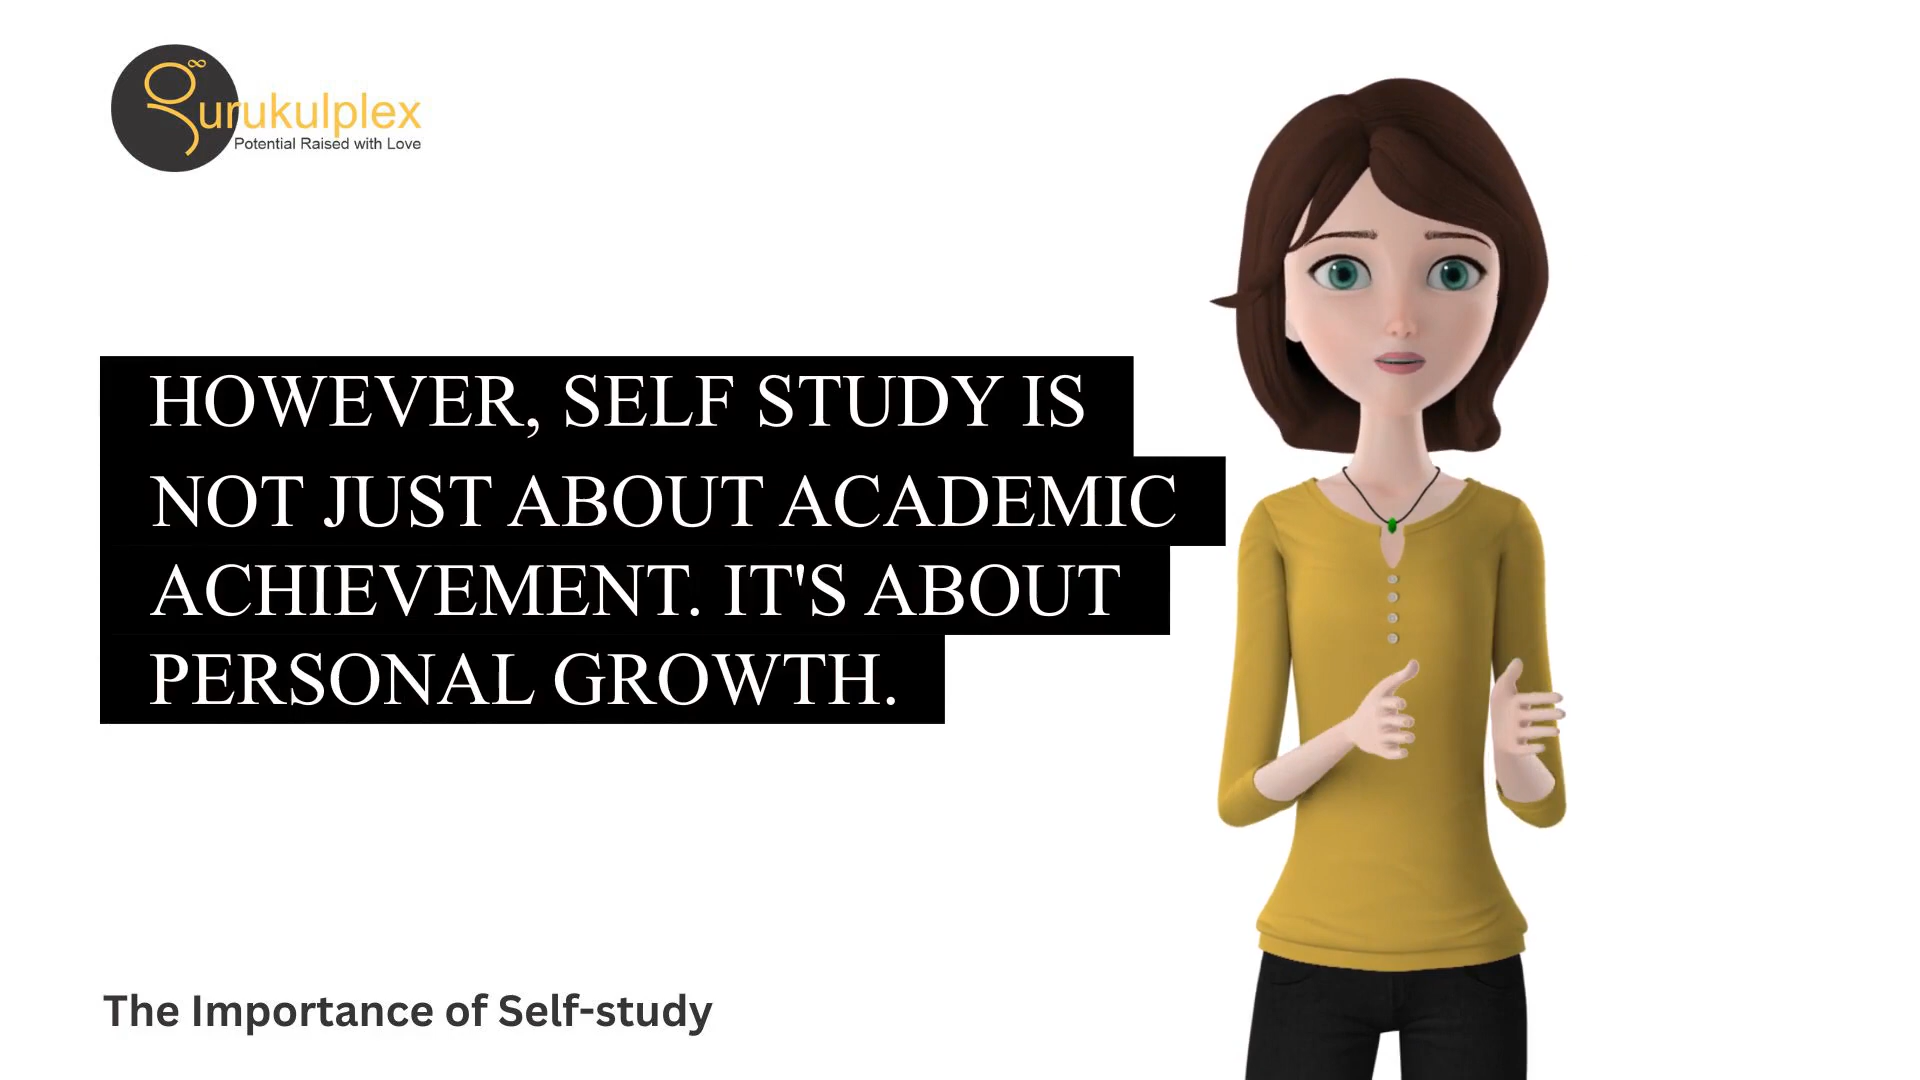 gurukulplex
Potential Raised with Love
HOWEVER, SELF STUDY IS
NOT JUST ABOUT ACADEMIC
ACHIEVEMENT. IT'S ABOUT
PERSONAL GROWTH.
The Importance of Self-study